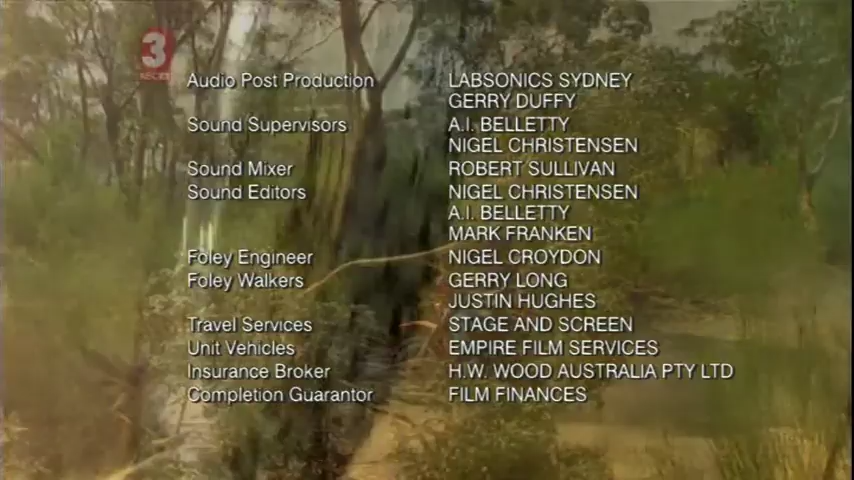 3
Audio Post Production LABSONICS SYDNEY
GERRY DUFFY
Sound Supervisors A.I. BELLETTY
NIGEL CHRISTENSEN
Sound Mixer ROBERT SULLIVAN
Sound Editors NIGEL CHRISTENSEN
A.I. BELLETTY
MARK FRANKEN
Foley Engineer NIGEL CROYDON
Foley Walkers GERRY LONG
JUSTIN HUGHES
Travel Services STAGE AND SCREEN
Unit Vehicles EMPIRE FILM SERVICES
Insurance Broker H.W. WOOD AUSTRALIA PTY LTD
Completion Guarantor FILM FINANCES